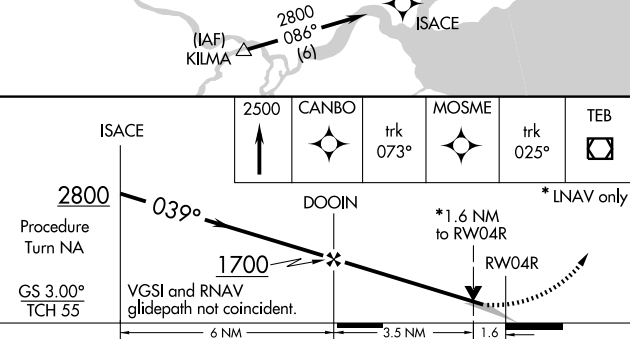 2800
086°
(6)
(IAF)
KILMA
ISACE
2500
CANBO
trk
073°
MOSME
trk
025°
TEB
ISACE
2800
039°
DOOIN
* LNAV only
*1.6 NM
to RW04R
Procedure
Turn NA
1700
RW04R
GS 3.00°
TCH 55
VGSI and RNAV
glidepath not coincident.
6 NM
3.5 NM
1.6